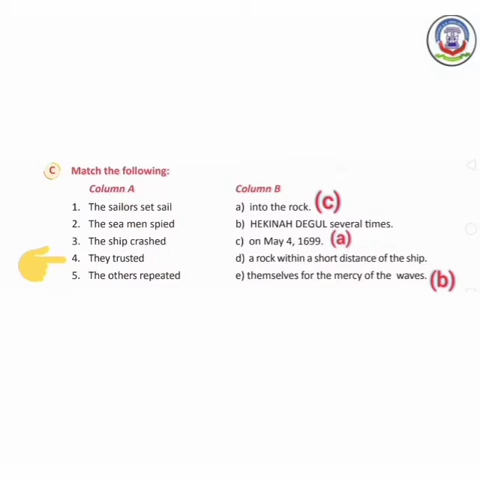 C Match the following:
Column A Column B
1. The sailors set sail a) into the rock. (c)
2. The sea men spied b) HEKINAH DEGUL several times.
3. The ship crashed c) on May 4, 1699. (a)
4. They trusted d) a rock within a short distance of the ship.
5. The others repeated e) themselves for the mercy of the waves. (b)